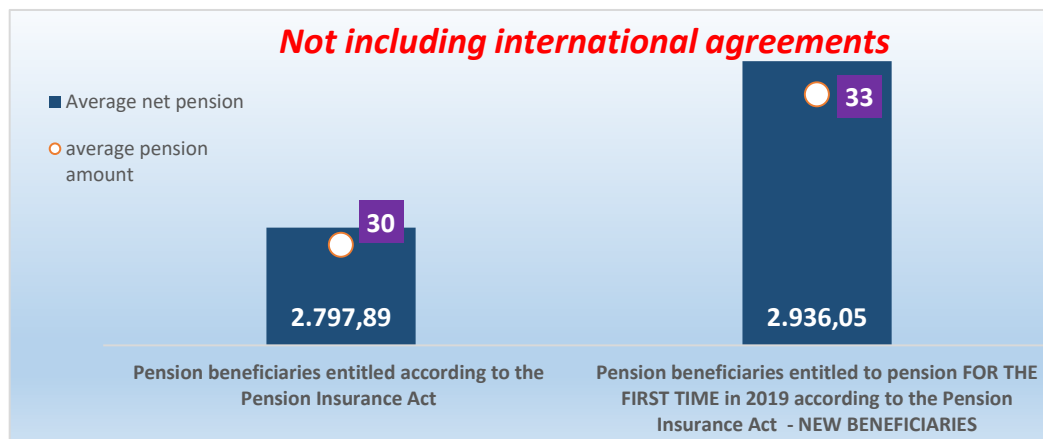 Not including international agreements
Average net pension
average pension
amount
30
33
2.797,89
2.936,05
Pension beneficiaries entitled according to the
Pension Insurance Act
Pension beneficiaries entitled to pension FOR THE
FIRST TIME in 2019 according to the Pension
Insurance Act - NEW BENEFICIARIES